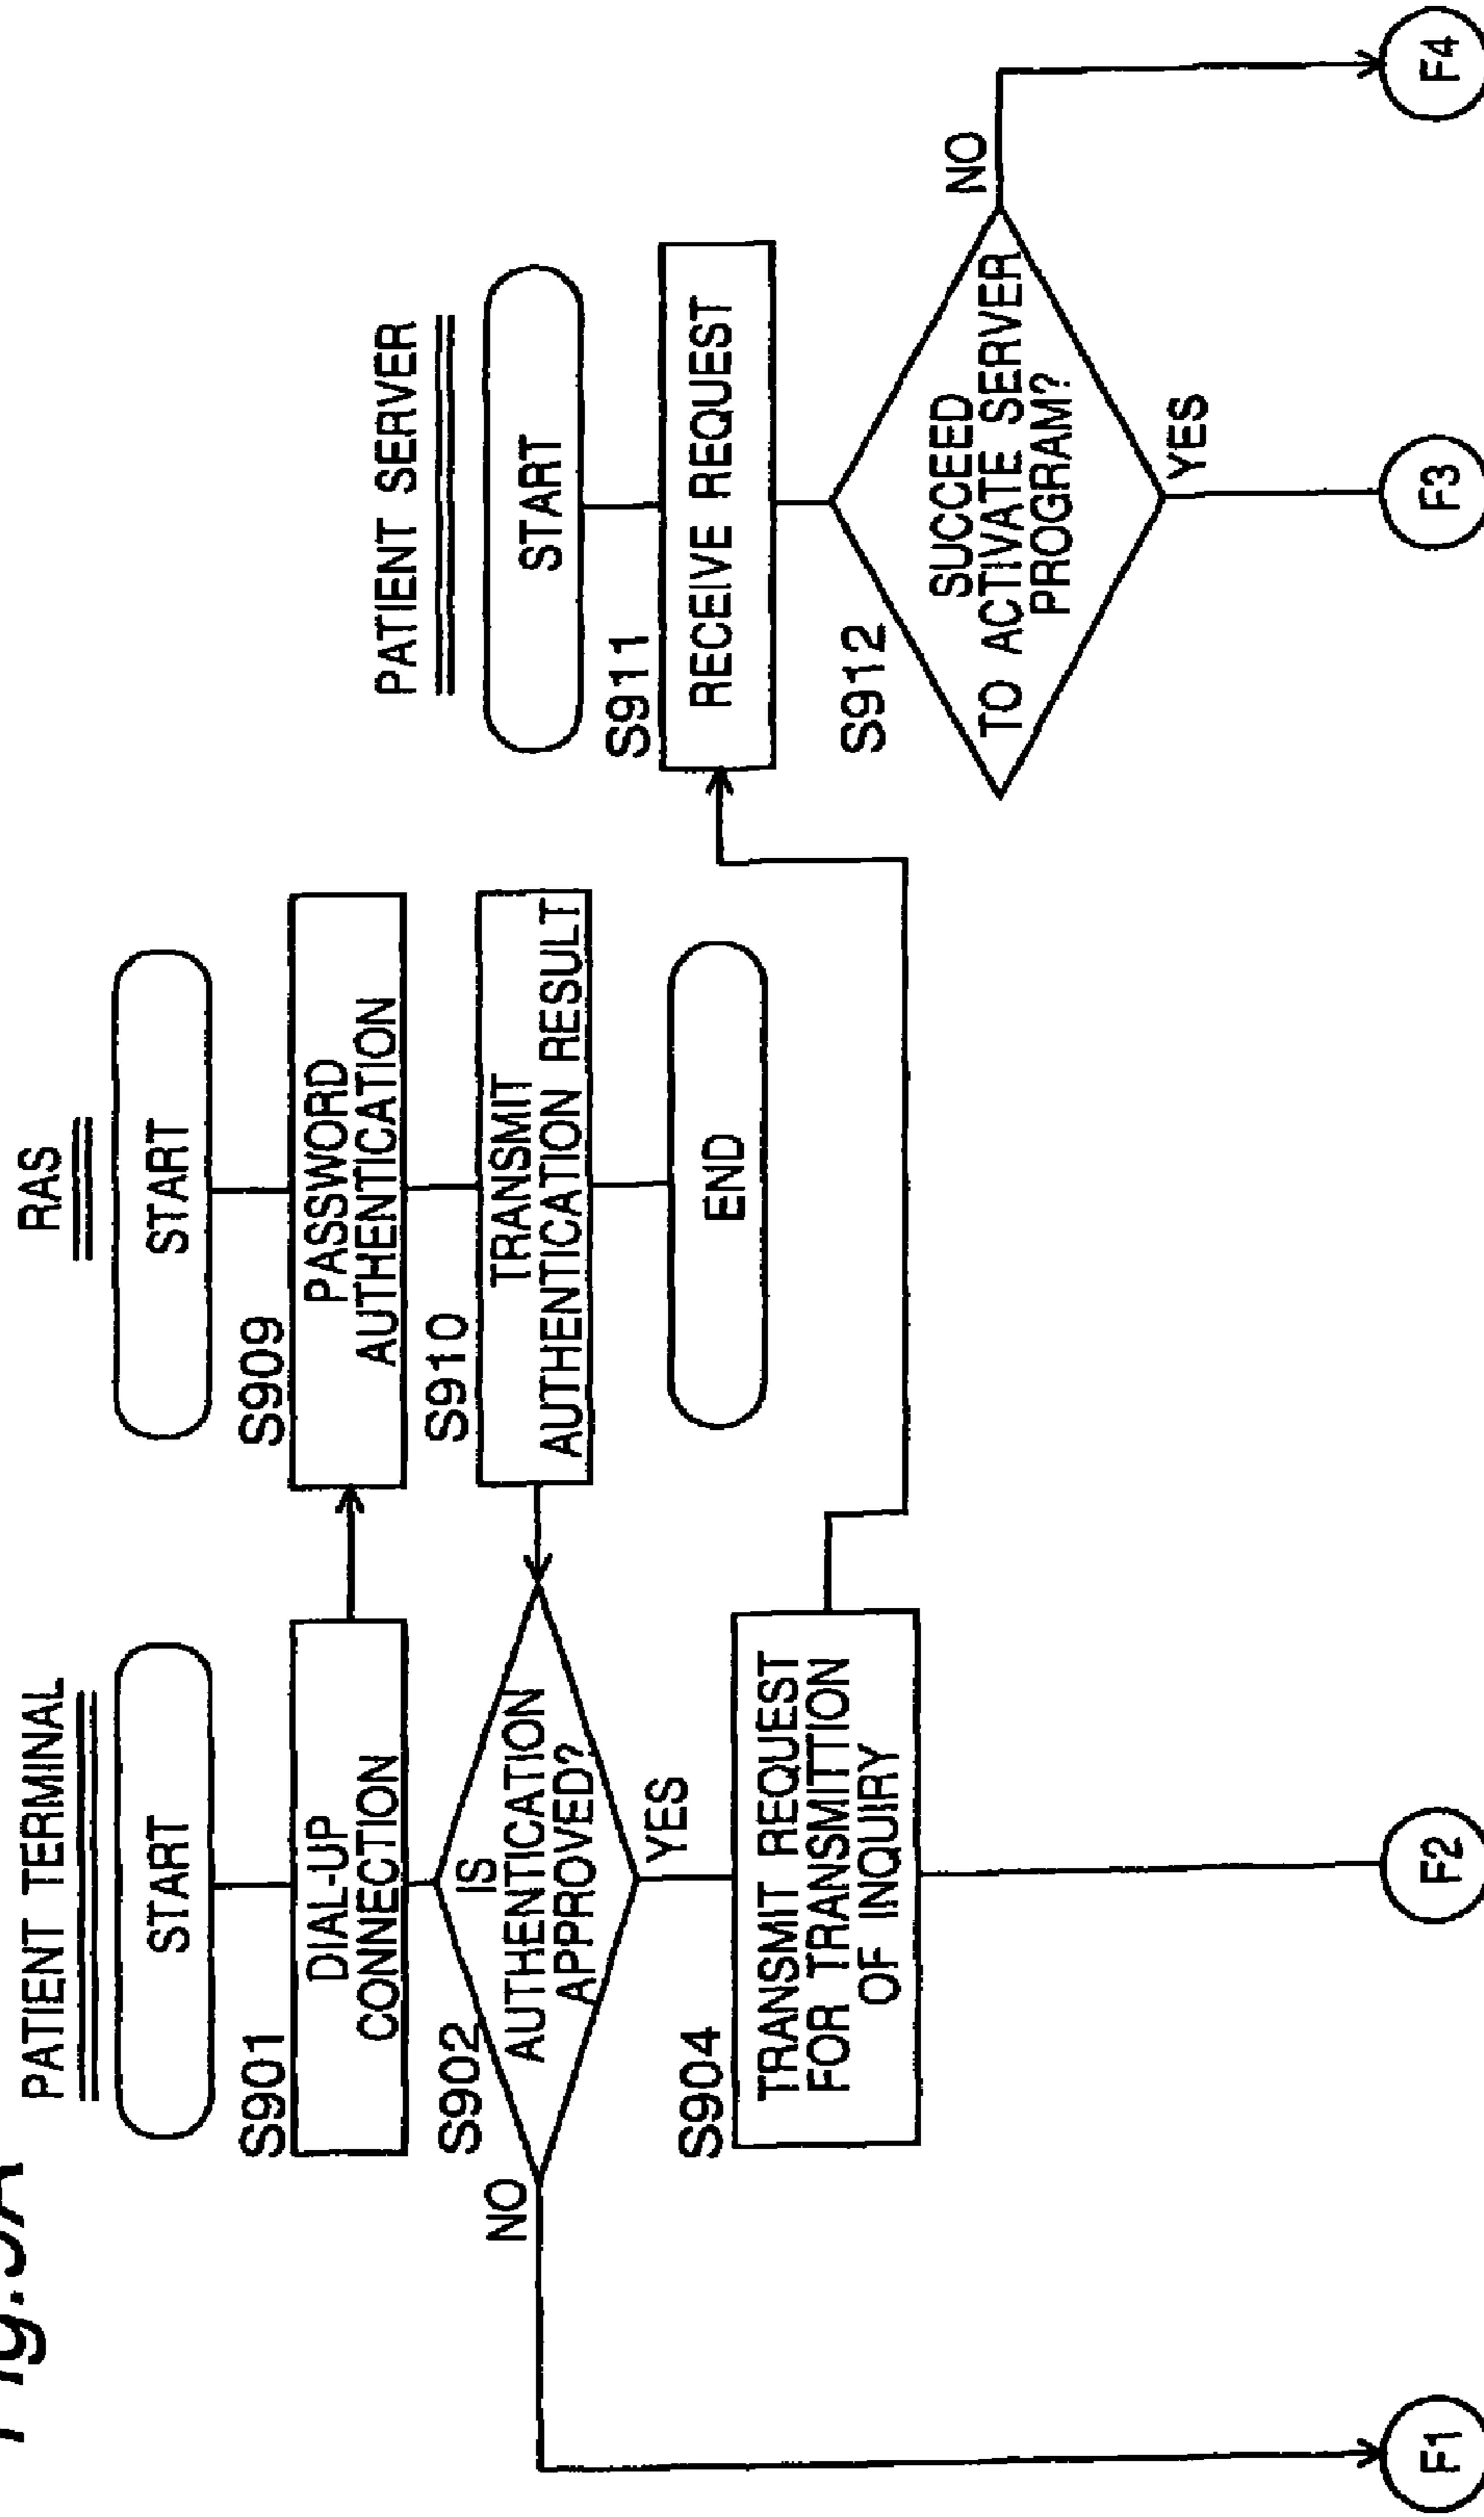 PATIENT TERMINAL
START
S901
DIAL-UP
CONNECTION
S902
IS
AUTHENTICATION
APPROVED?
NO
YES
S904
TRANSMIT REQUEST
FOR TRANSMITTION
OF INQUIRY
F1
F2
RAS
START
S909
PASSWORD
AUTHENTICATION
S910
TRANSMIT
AUTHENTICATION RESULT
END
PATIENT SERVER
START
S911
RECEIVE REQUEST
S912
SUCCEED
TO ACTIVATE SERVER
PROGRAM?
NO
YES
F3
F4